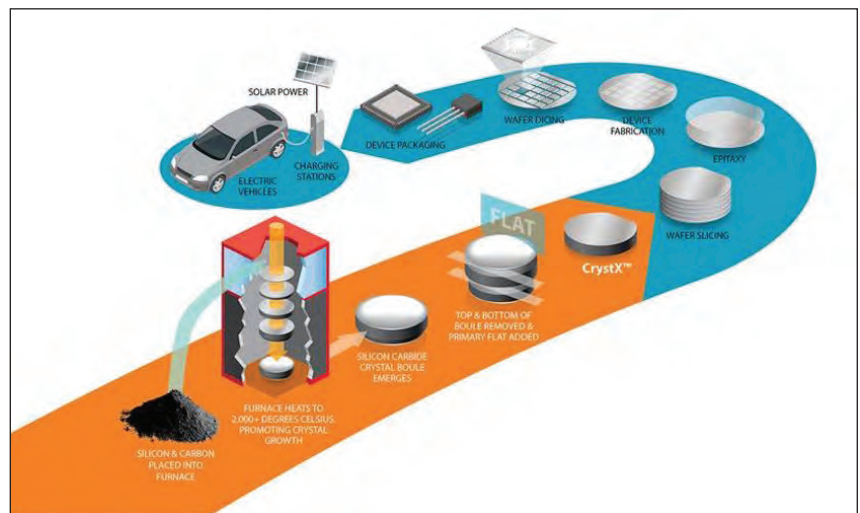 SILICON & CARBON
PLACED INTO
FURNACE
FURNACE HEATS TO
2,000+ DEGREES CELSIUS,
PROMOTING CRYSTAL
GROWTH
SILICON CARBIDE
CRYSTAL BOULE
EMERGES
FLAT
TOP & BOTTOM OF
BOULE REMOVED &
PRIMARY FLAT ADDED
CrystX™
WAFER SLICING
EPITAXY
DEVICE
FABRICATION
WAFER DICING
DEVICE PACKAGING
SOLAR POWER
CHARGING
STATIONS
ELECTRIC
VEHICLES